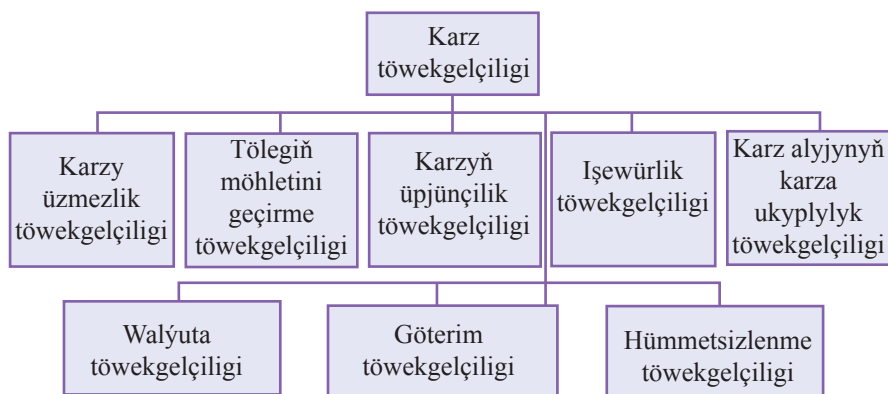 Karz
töwekgelçiligi
Karzy
üzmezlik
töwekgelçiligi
Tölegiň
möhletini
geçirme
töwekgelçiligi
Karzyň
üpjünçilik
töwekgelçiligi
Işewürlik
töwekgelçiligi
Karz alyjynyň
karza
ukyplylyk
töwekgelçiligi
Walýuta
töwekgelçiligi
Göterim
töwekgelçiligi
Hümmetsizlenme
töwekgelçiligi